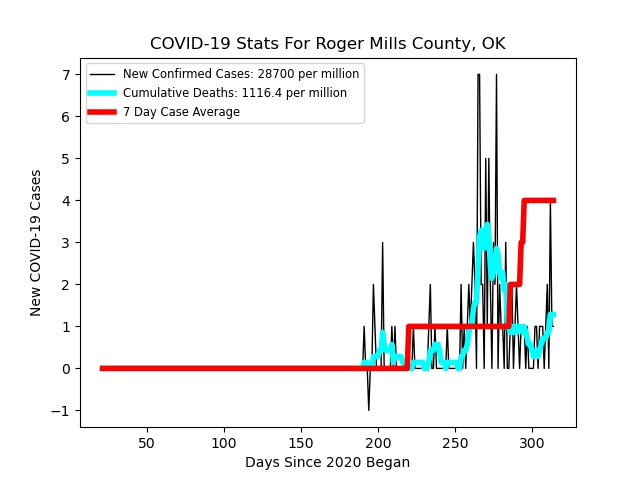 COVID-19 Stats For Roger Mills County, OK
New Confirmed Cases: 28700 per million
Cumulative Deaths: 1116.4 per million
7 Day Case Average
New COVID-19 Cases
7
6
5
4
3
2
1
0
−1
50 100 150 200 250 300
Days Since 2020 Began